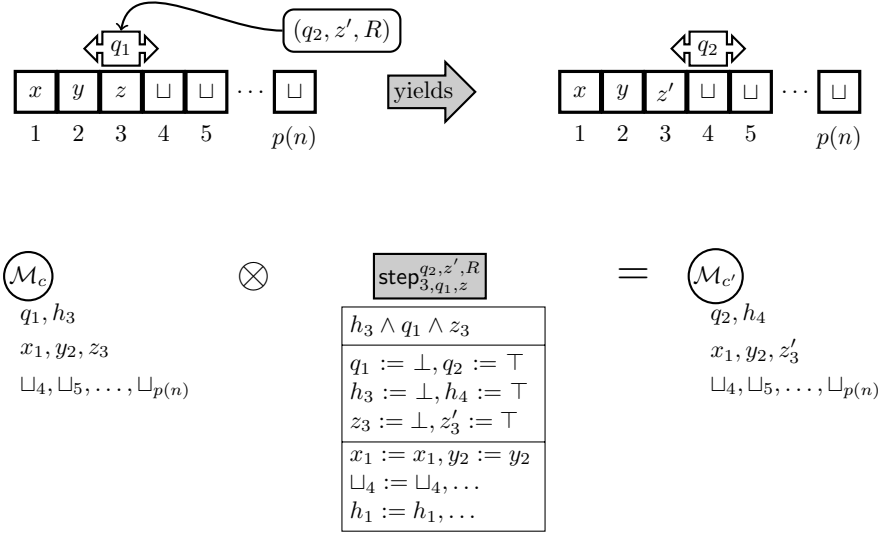 q₁ (q₂, z′, R) q₂
x y z ⊔ ⊔ ⋯ ⊔ yields x y z′ ⊔ ⊔ ⋯ ⊔
1 2 3 4 5 p(n) 1 2 3 4 5 p(n)
ℳ_c ⊗ step_{3,q₁,z}^{q₂,z′,R} = ℳ_{c′}
q₁, h₃
x₁, y₂, z₃
⊔₄, ⊔₅, …, ⊔_{p(n)}
h₃ ∧ q₁ ∧ z₃
q₁ := ⊥, q₂ := ⊤
h₃ := ⊥, h₄ := ⊤
z₃ := ⊥, z′₃ := ⊤
x₁ := x₁, y₂ := y₂
⊔₄ := ⊔₄, …
h₁ := h₁, …
q₂, h₄
x₁, y₂, z′₃
⊔₄, ⊔₅, …, ⊔_{p(n)}